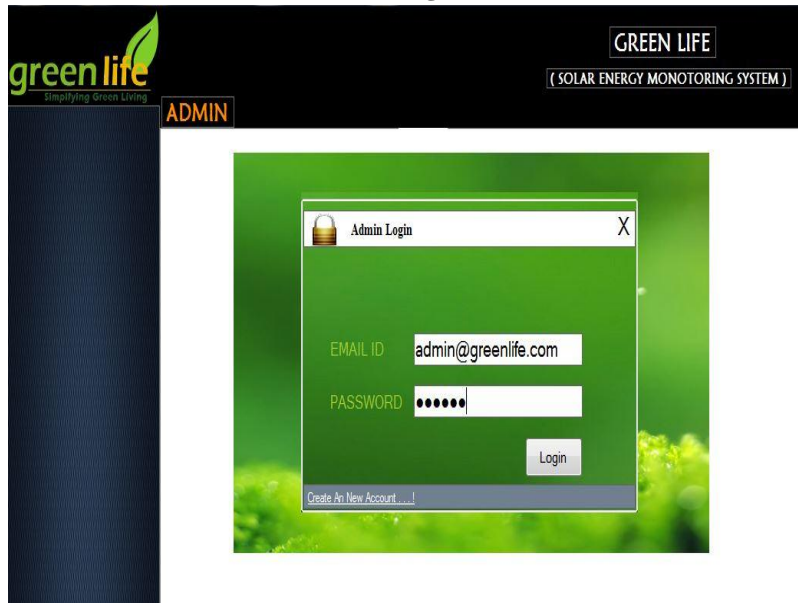 green life
Simplifying Green Living
GREEN LIFE
( SOLAR ENERGY MONOTORING SYSTEM )
ADMIN
Admin Login
X
EMAIL ID admin@greenlife.com
PASSWORD ••••••
Login
Create An New Account . . . .!